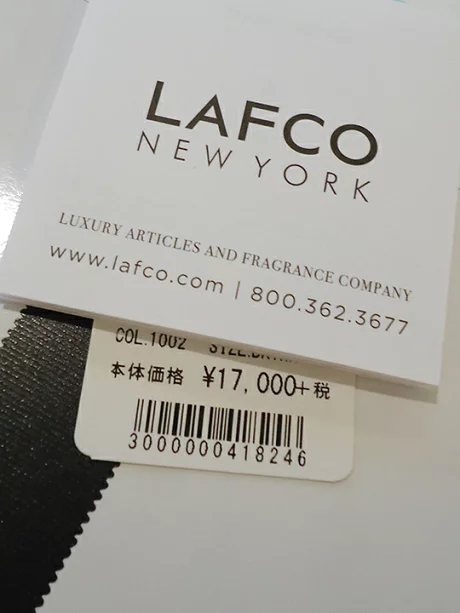 LAFCO
NEW YORK
LUXURY ARTICLES AND FRAGRANCE COMPANY
www.lafco.com | 800.362.3677
COL.1002
本体価格 ¥17,000+税
3000000418246